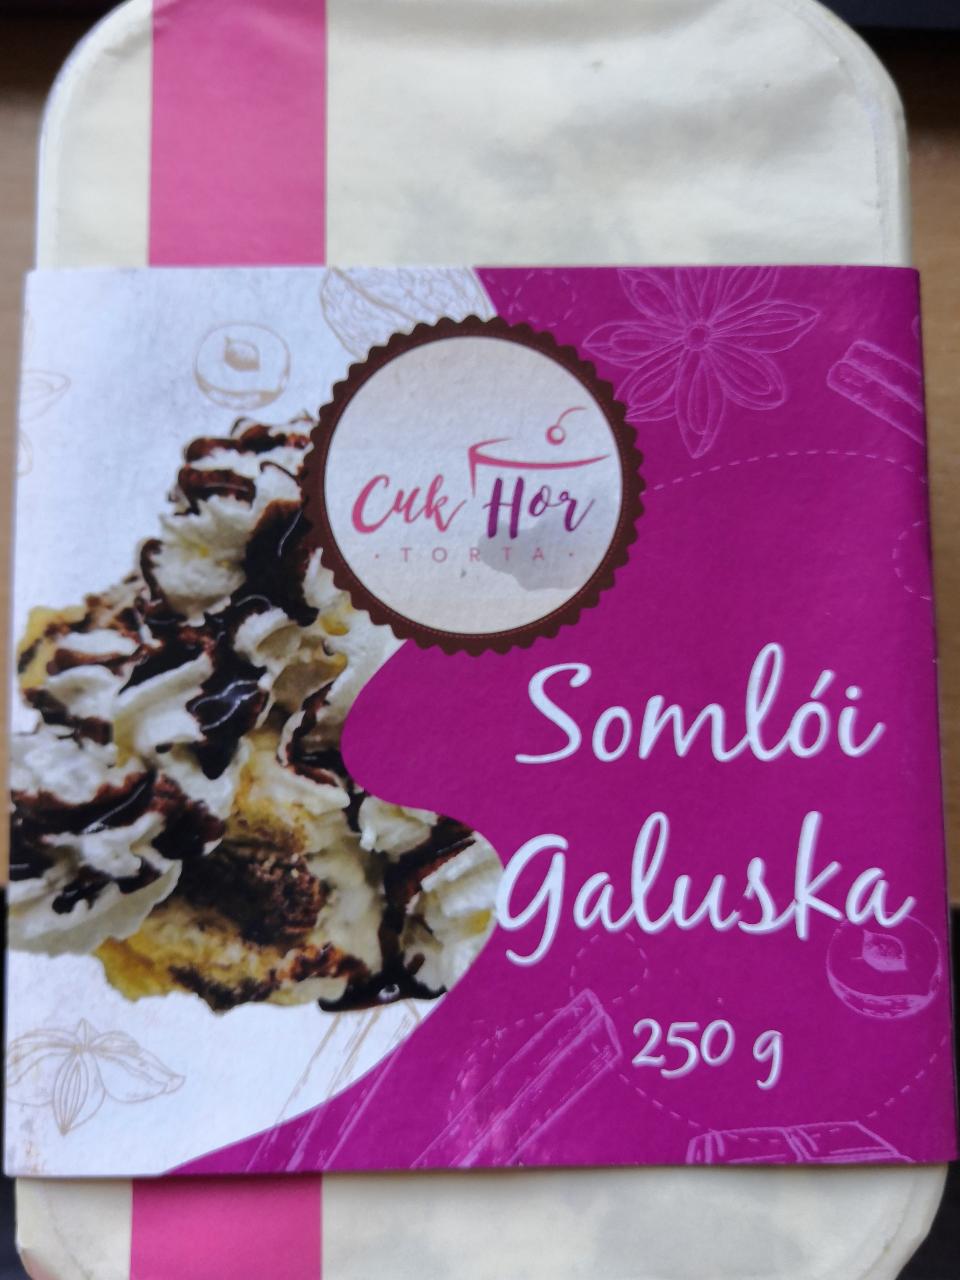 Cuk Hor
• TORTA •
Somlói
Galuska
250 g